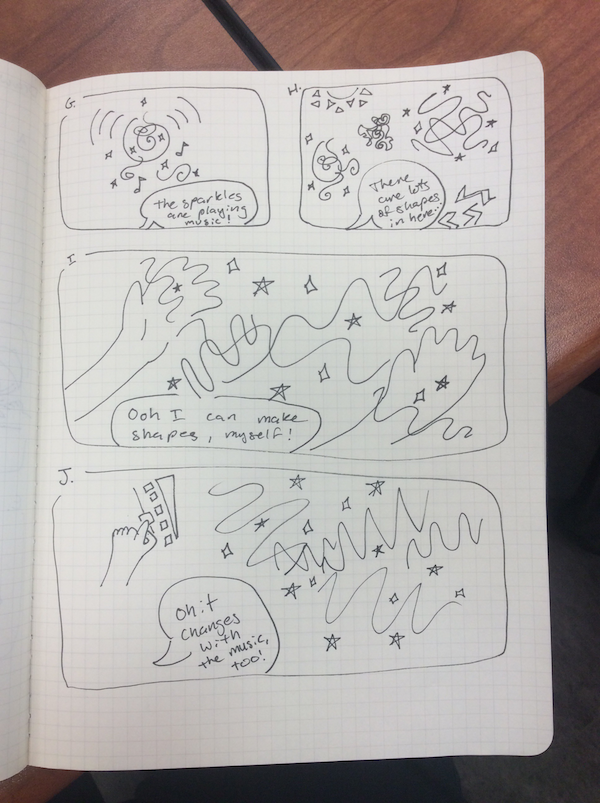 G.
the sparkles
are playing
music!
H.
There
are lots
of shapes
in here...
I
Ooh I can make
shapes, myself!
J.
Oh it
changes
with
the music,
too!